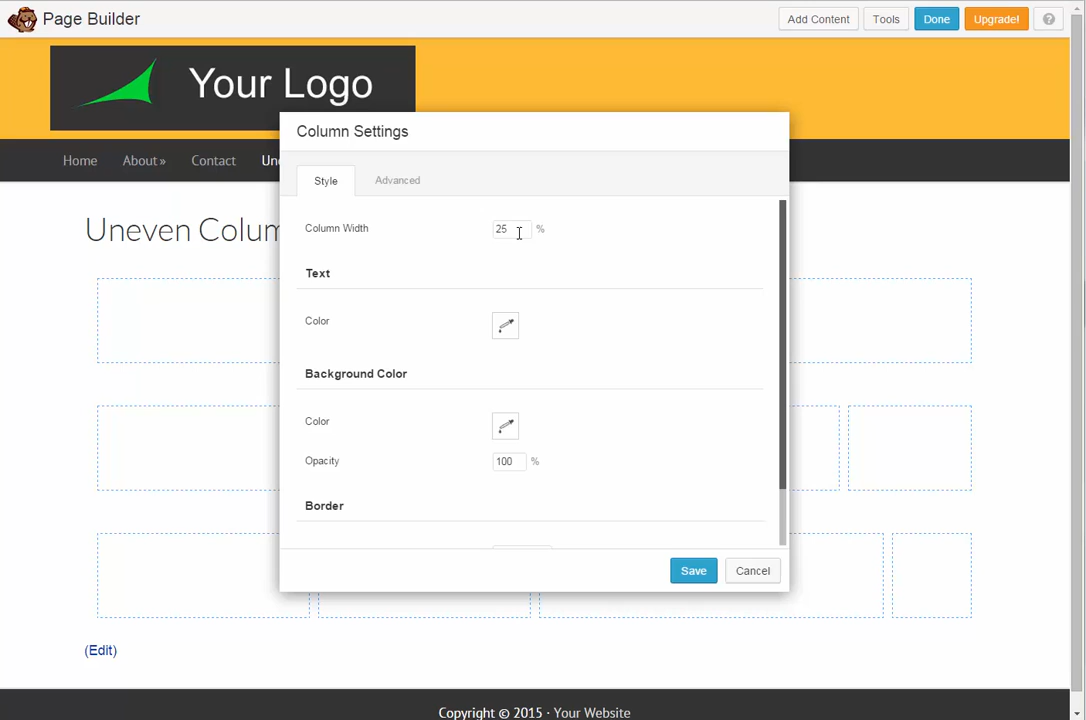 Page Builder
Add Content
Tools
Done
Upgrade!
?
Your Logo
Home
About »
Contact
Column Settings
Style
Advanced
Uneven
Column Width
25
%
Text
Color
Background Color
Color
Opacity
100
%
Border
Save
Cancel
(Edit)
Copyright © 2015 · Your Website